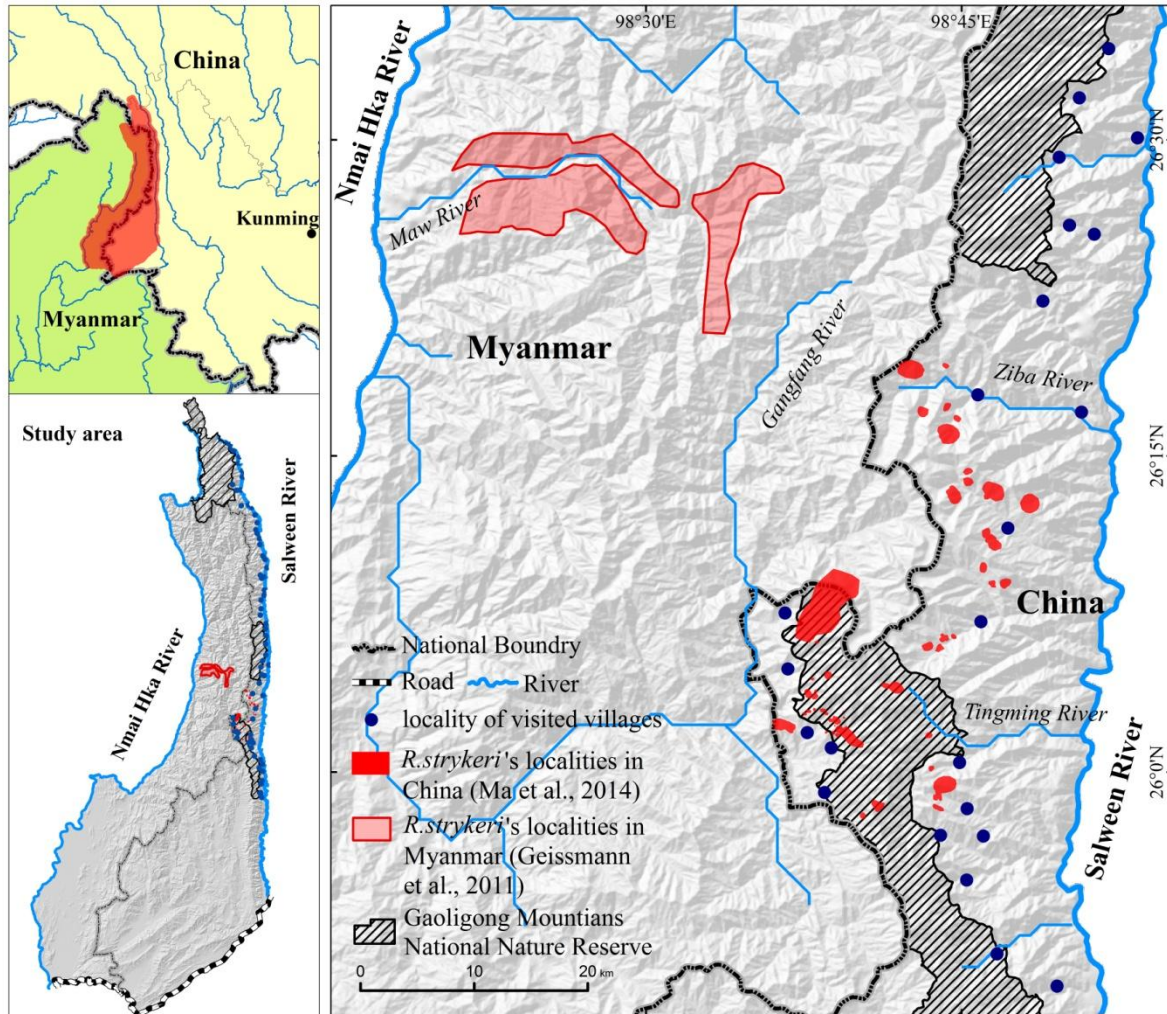 China
Kunming
Myanmar
Study area
Salween River
Nmai Hka River
98°30'E
98°45'E
Nmai Hka River
26°30'N
Maw River
Myanmar
Gangfang River
Ziba River
26°15'N
China
National Boundry
Road
River
Tingming River
locality of visited villages
26°0'N
R.strykeri's localities in
China (Ma et al., 2014)
Salween River
R.strykeri's localities in
Myanmar (Geissmann
et al., 2011)
Gaoligong Mountians
National Nature Reserve
0
10
20
km